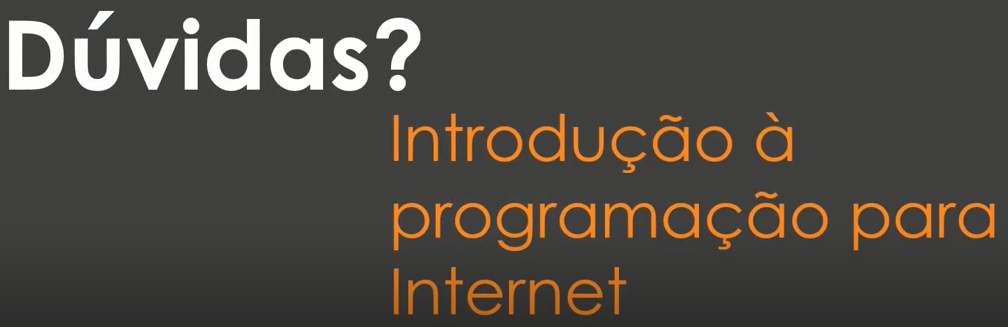 Dúvidas?
Introdução à
programação para
Internet